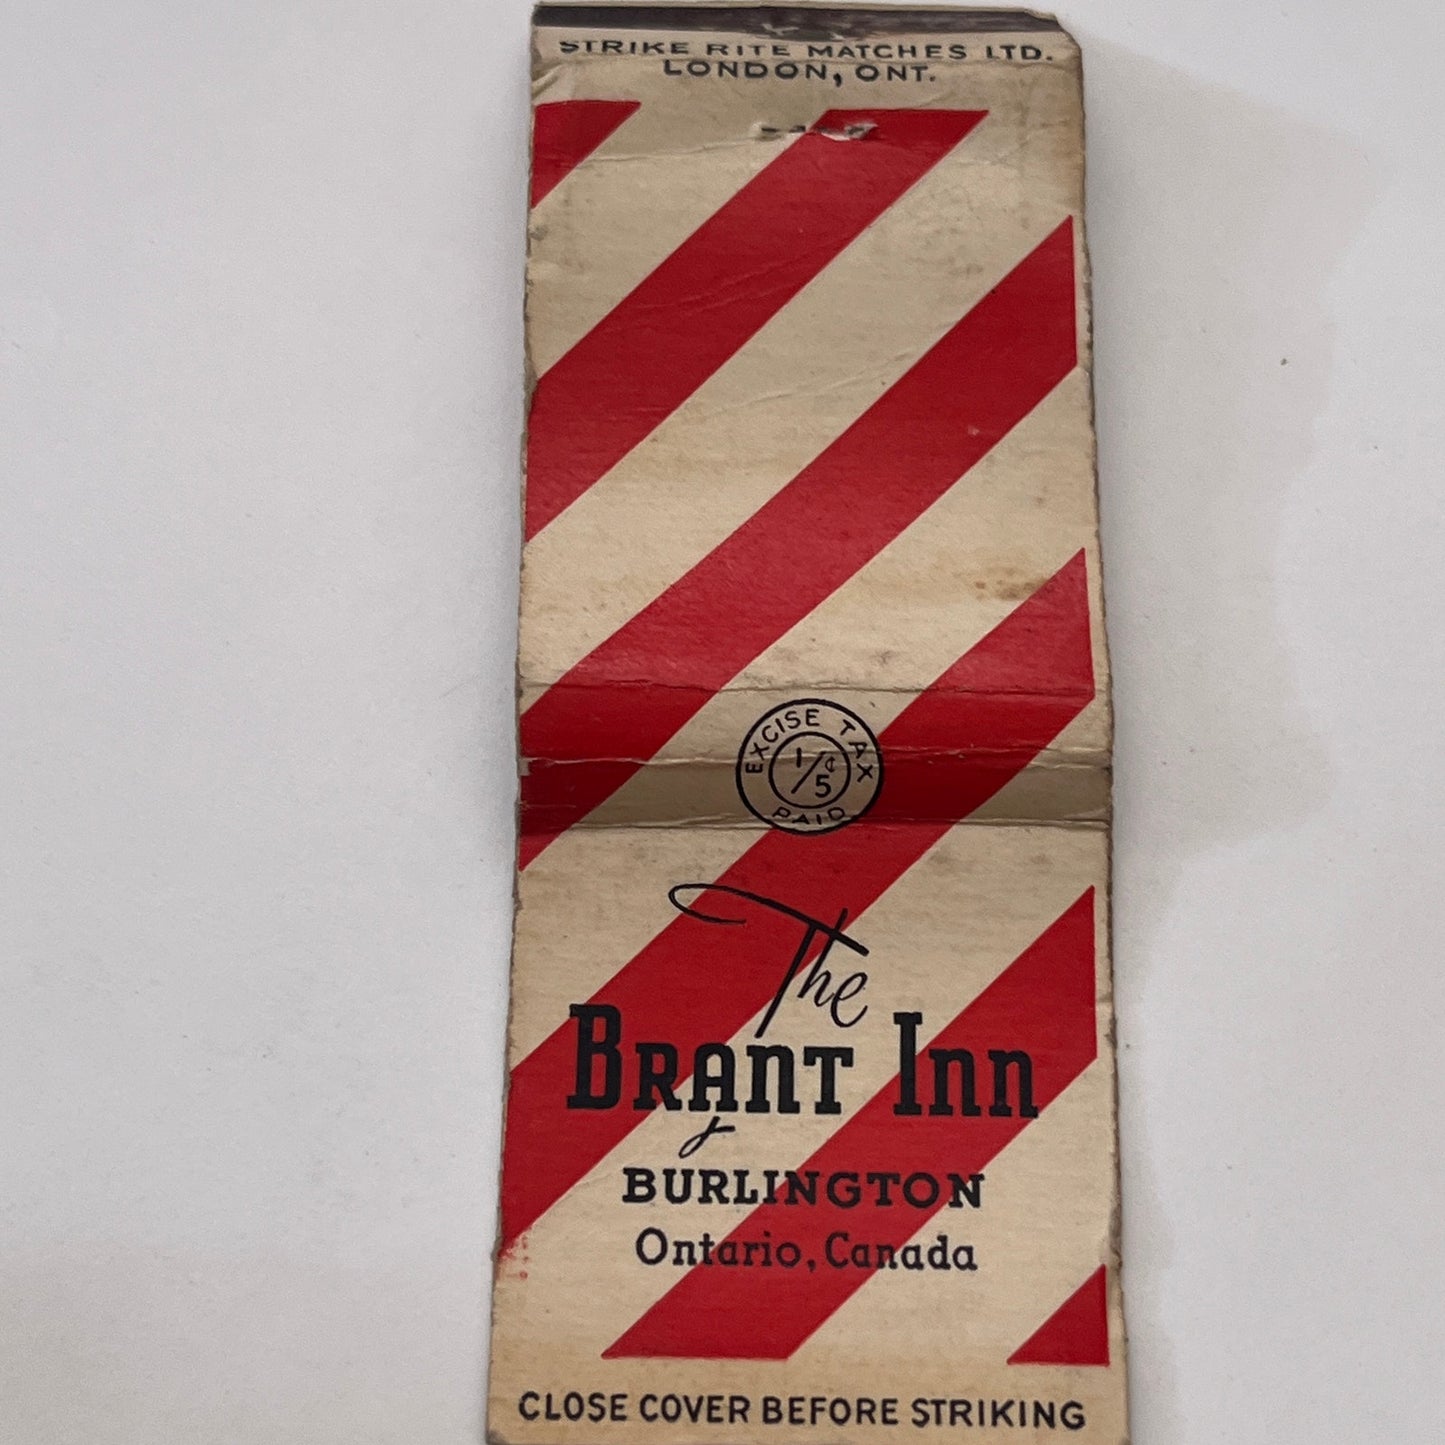 STRIKE RITE MATCHES LTD.
LONDON, ONT.
EXCISE TAX
1/5¢
PAID
The
BRANT INN
BURLINGTON
Ontario, Canada
CLOSE COVER BEFORE STRIKING